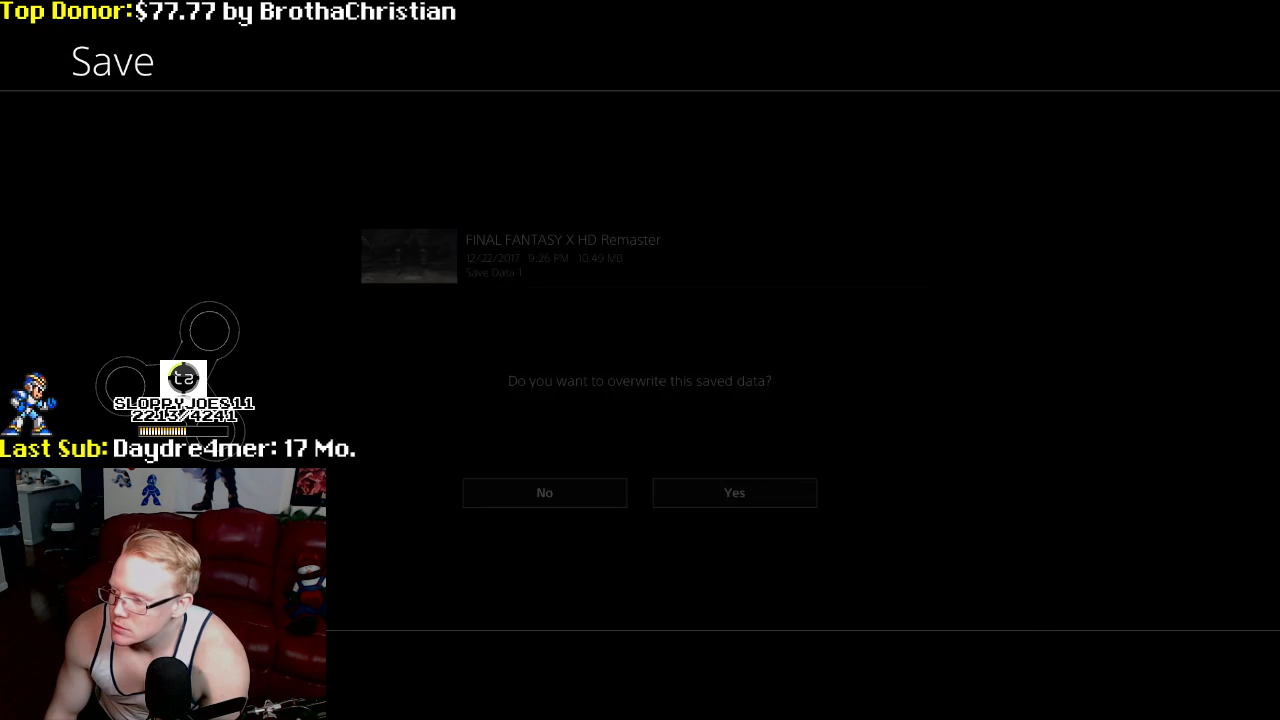 Top Donor: $77.77 by BrothaChristian
Save
FINAL FANTASY X HD Remaster
12/22/2017 9:26 PM 10.49 MB
Save Data 1
Do you want to overwrite this saved data?
ta
SLOPPYJOE811
2213/4241
Last Sub: Daydre4mer: 17 Mo.
No Yes